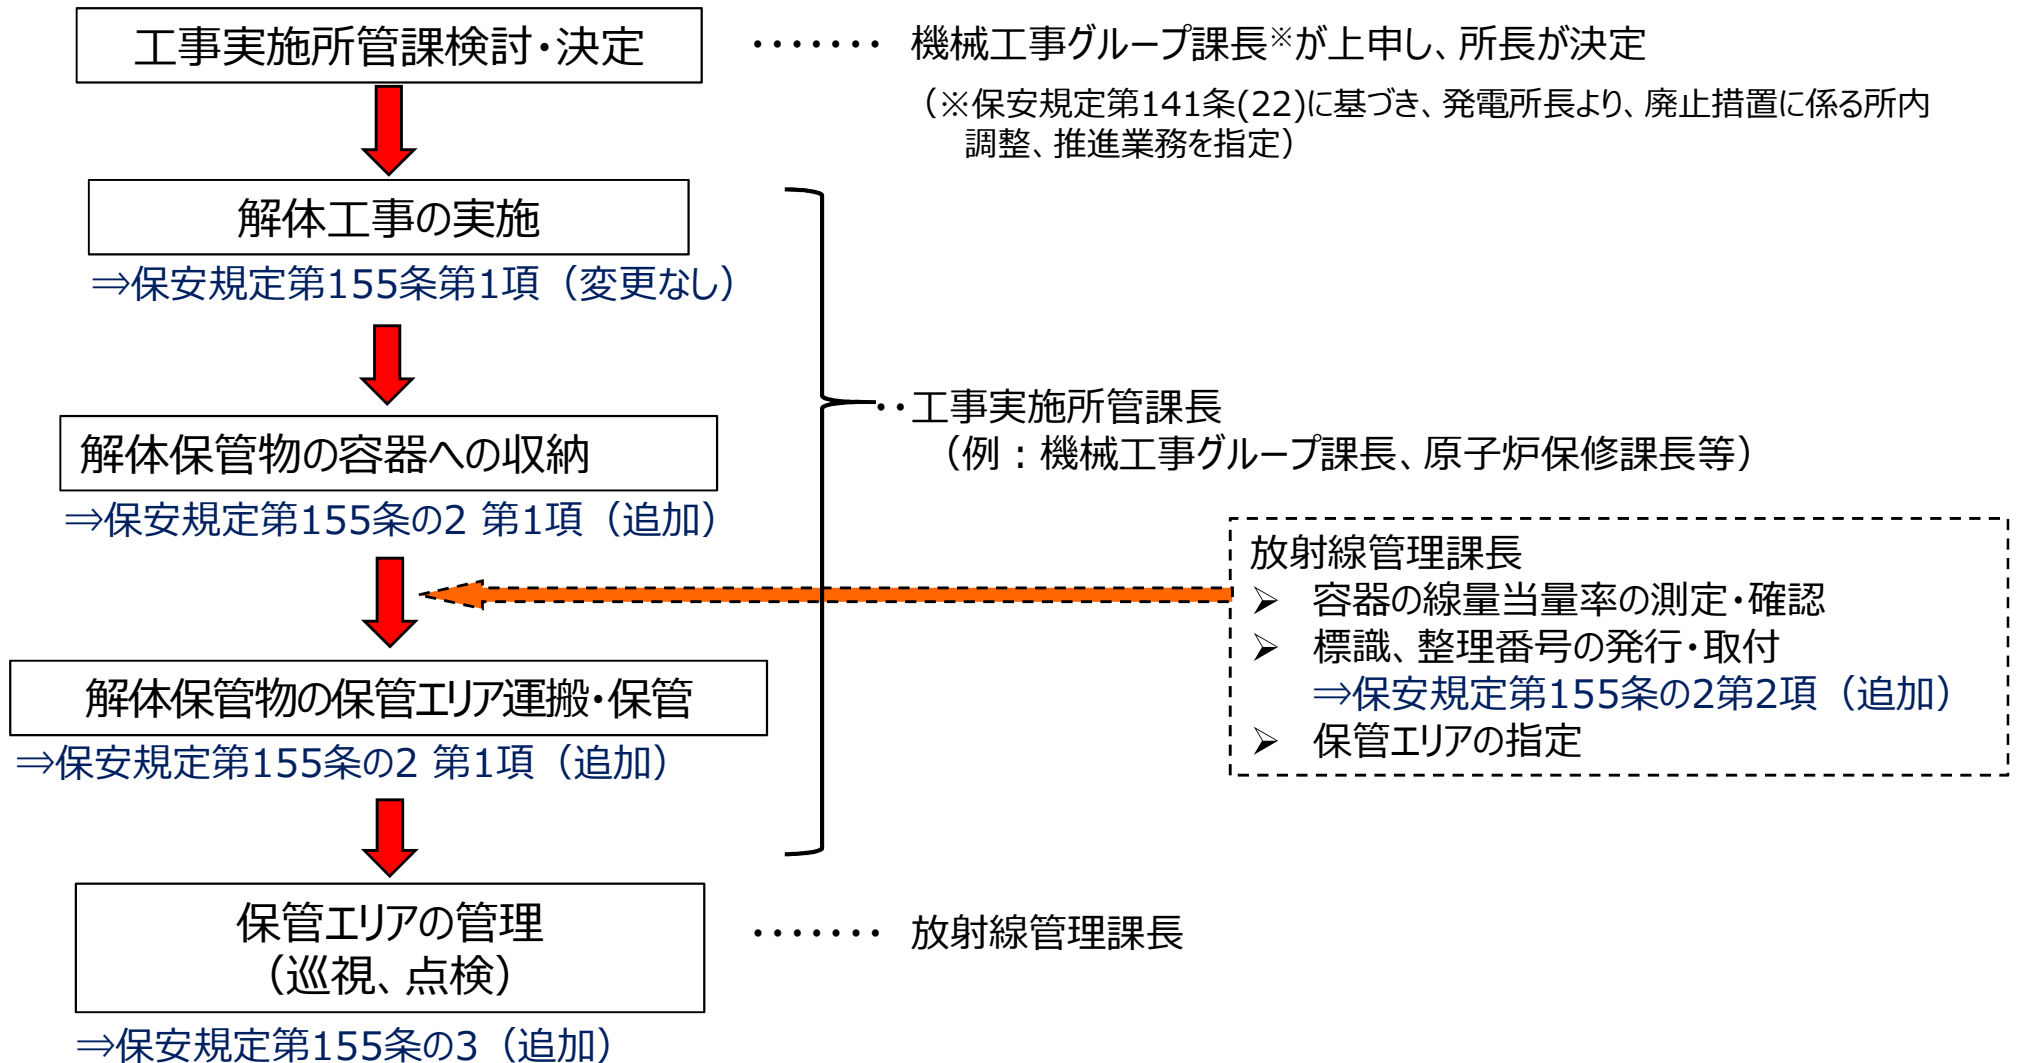 工事実施所管課検討・決定
・・・・・・・ 機械工事グループ課長※が上申し、所長が決定
（※保安規定第141条(22)に基づき、発電所長より、廃止措置に係る所内
調整、推進業務を指定）
解体工事の実施
⇒保安規定第155条第1項（変更なし）
解体保管物の容器への収納
⇒保安規定第155条の2 第1項（追加）
・・工事実施所管課長
（例：機械工事グループ課長、原子炉保修課長等）
放射線管理課長
➢ 容器の線量当量率の測定・確認
➢ 標識、整理番号の発行・取付
⇒保安規定第155条の2第2項（追加）
➢ 保管エリアの指定
解体保管物の保管エリア運搬・保管
⇒保安規定第155条の2 第1項（追加）
保管エリアの管理
（巡視、点検）
・・・・・・・ 放射線管理課長
⇒保安規定第155条の3（追加）